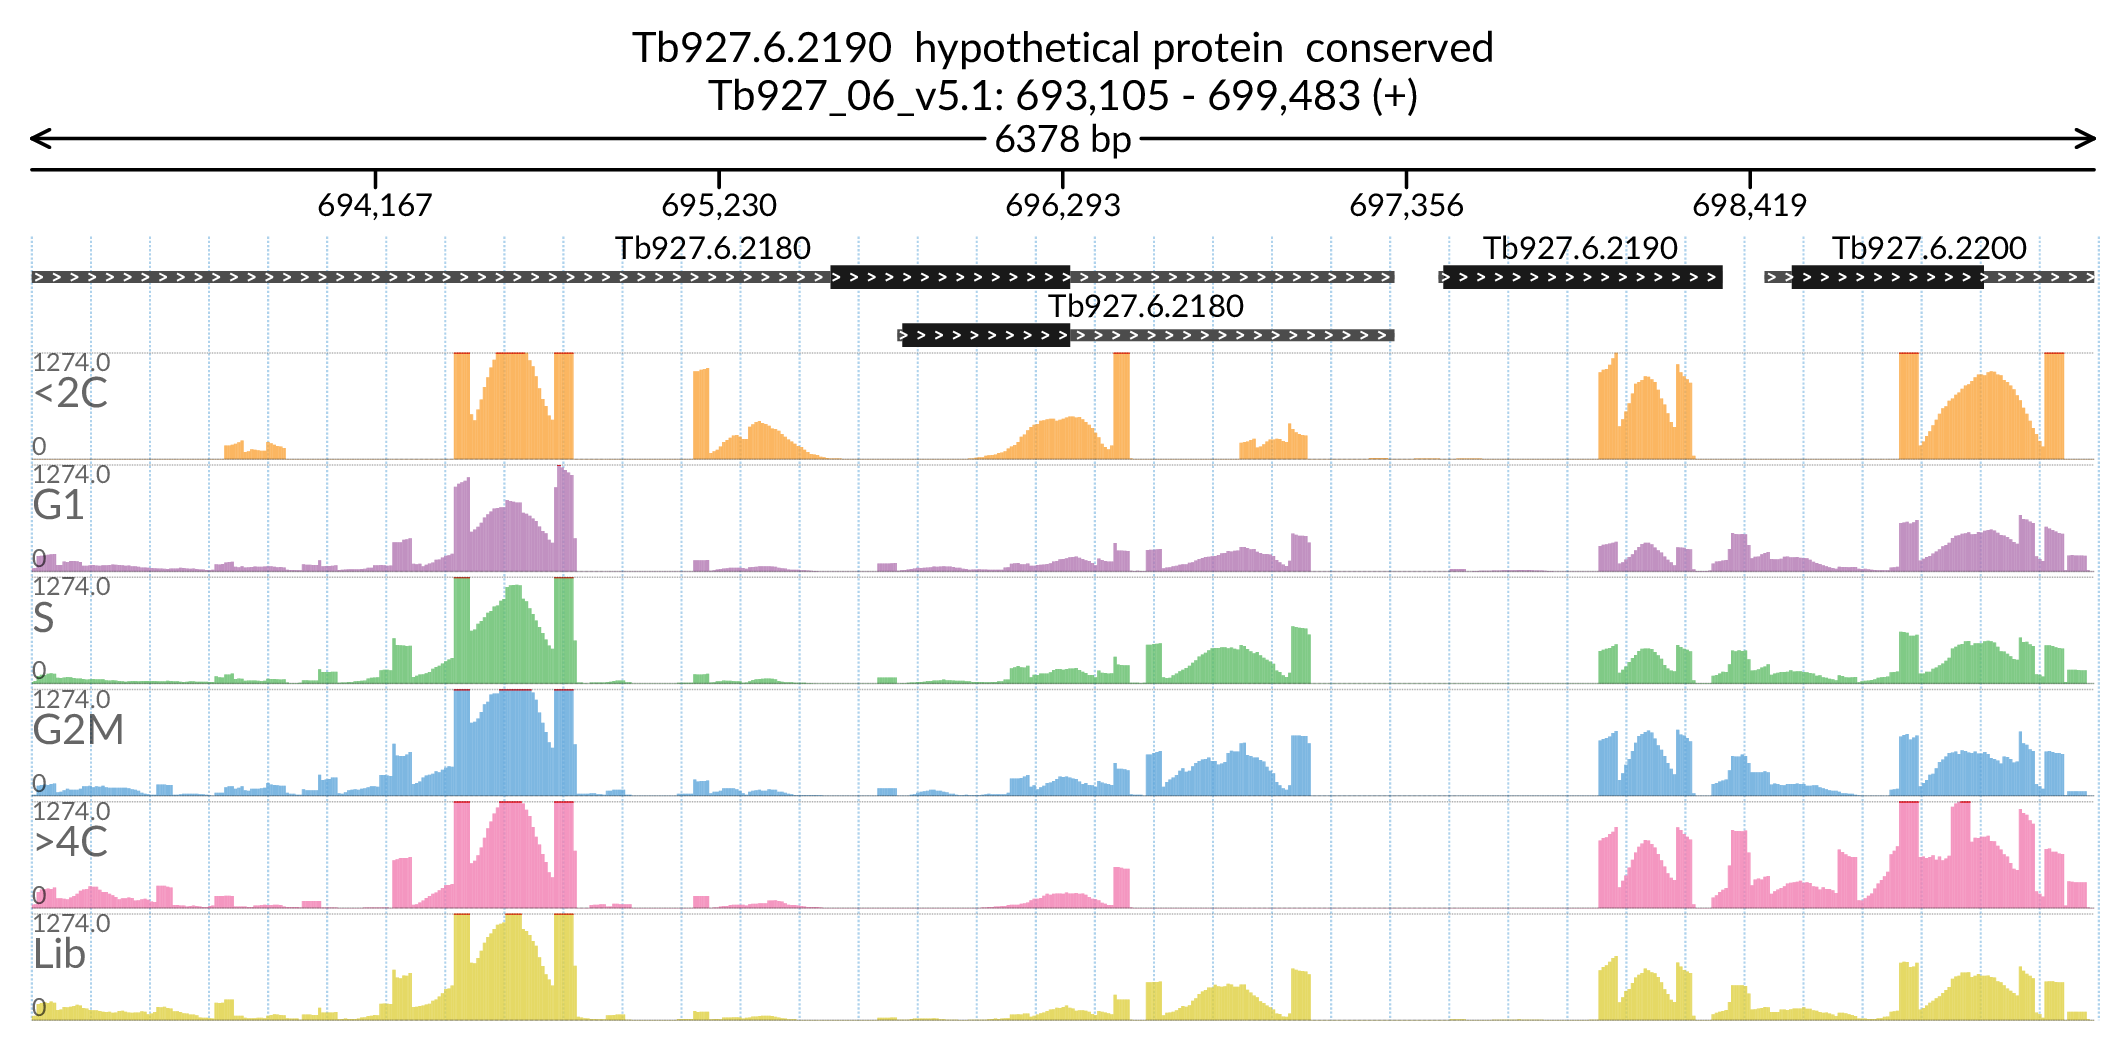 Tb927.6.2190 hypothetical protein conserved
Tb927_06_v5.1: 693,105 - 699,483 (+)
6378 bp
694,167 695,230 696,293 697,356 698,419
Tb927.6.2180 Tb927.6.2190 Tb927.6.2200
Tb927.6.2180
1274.0
<2C
0
1274.0
G1
0
1274.0
S
0
1274.0
G2M
0
1274.0
>4C
0
1274.0
Lib
0